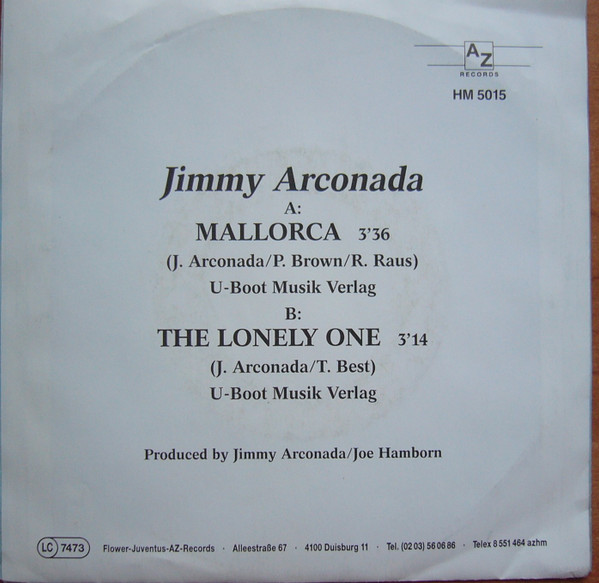 AZ
RECORDS
HM 5015
Jimmy Arconada
A:
MALLORCA 3'36
(J. Arconada/P. Brown/R. Raus)
U-Boot Musik Verlag
B:
THE LONELY ONE 3'14
(J. Arconada/T. Best)
U-Boot Musik Verlag
Produced by Jimmy Arconada/Joe Hamborn
LC 7473 Flower-Juventus-AZ-Records · Alleestraße 67 · 4100 Duisburg 11 · Tel. (02 03) 56 06 86 · Telex 8 551 464 azhm